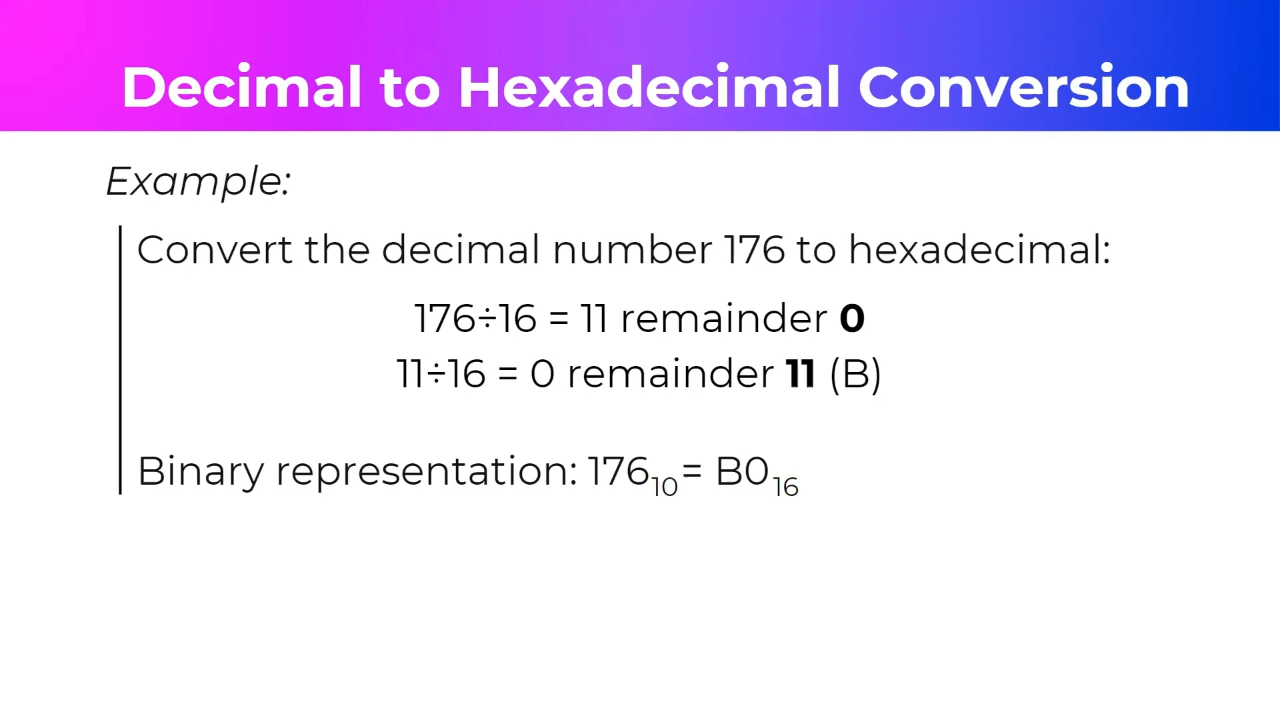 Decimal to Hexadecimal Conversion
Example:
Convert the decimal number 176 to hexadecimal:
176÷16 = 11 remainder 0
11÷16 = 0 remainder 11 (B)
Binary representation: 176₁₀= B0₁₆